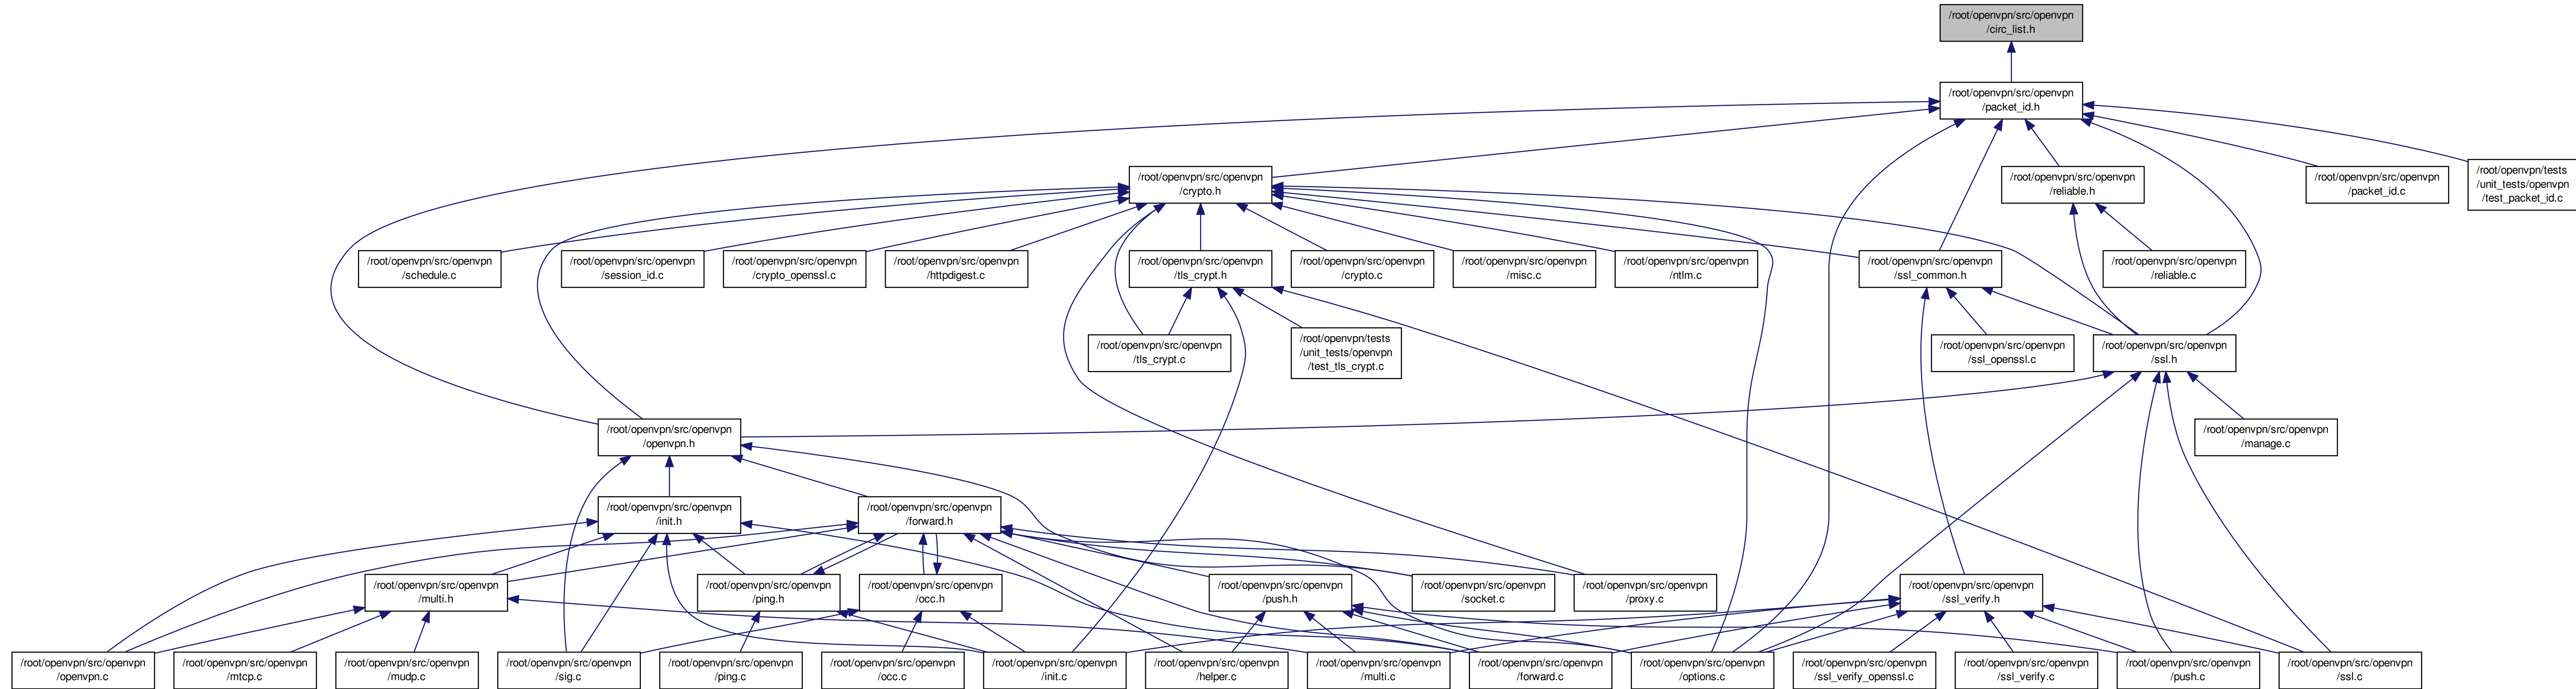 /root/openvpn/src/openvpn
/circ_list.h
/root/openvpn/src/openvpn
/packet_id.h
/root/openvpn/src/openvpn
/crypto.h
/root/openvpn/src/openvpn
/reliable.h
/root/openvpn/src/openvpn
/packet_id.c
/root/openvpn/tests
/unit_tests/openvpn
/test_packet_id.c
/root/openvpn/src/openvpn
/schedule.c
/root/openvpn/src/openvpn
/session_id.c
/root/openvpn/src/openvpn
/crypto_openssl.c
/root/openvpn/src/openvpn
/httpdigest.c
/root/openvpn/src/openvpn
/tls_crypt.h
/root/openvpn/src/openvpn
/crypto.c
/root/openvpn/src/openvpn
/misc.c
/root/openvpn/src/openvpn
/ntlm.c
/root/openvpn/src/openvpn
/ssl_common.h
/root/openvpn/src/openvpn
/reliable.c
/root/openvpn/src/openvpn
/tls_crypt.c
/root/openvpn/tests
/unit_tests/openvpn
/test_tls_crypt.c
/root/openvpn/src/openvpn
/ssl_openssl.c
/root/openvpn/src/openvpn
/ssl.h
/root/openvpn/src/openvpn
/openvpn.h
/root/openvpn/src/openvpn
/manage.c
/root/openvpn/src/openvpn
/init.h
/root/openvpn/src/openvpn
/forward.h
/root/openvpn/src/openvpn
/multi.h
/root/openvpn/src/openvpn
/ping.h
/root/openvpn/src/openvpn
/occ.h
/root/openvpn/src/openvpn
/push.h
/root/openvpn/src/openvpn
/socket.c
/root/openvpn/src/openvpn
/proxy.c
/root/openvpn/src/openvpn
/ssl_verify.h
/root/openvpn/src/openvpn
/openvpn.c
/root/openvpn/src/openvpn
/mtcp.c
/root/openvpn/src/openvpn
/mudp.c
/root/openvpn/src/openvpn
/sig.c
/root/openvpn/src/openvpn
/ping.c
/root/openvpn/src/openvpn
/occ.c
/root/openvpn/src/openvpn
/init.c
/root/openvpn/src/openvpn
/helper.c
/root/openvpn/src/openvpn
/multi.c
/root/openvpn/src/openvpn
/forward.c
/root/openvpn/src/openvpn
/options.c
/root/openvpn/src/openvpn
/ssl_verify_openssl.c
/root/openvpn/src/openvpn
/ssl_verify.c
/root/openvpn/src/openvpn
/push.c
/root/openvpn/src/openvpn
/ssl.c